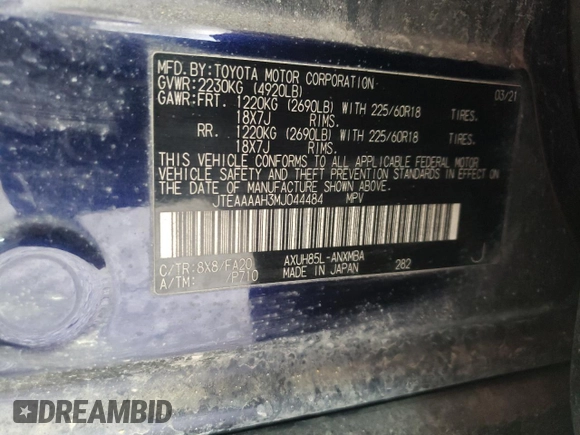 MFD.BY:TOYOTA MOTOR CORPORATION 03/21
GVWR:2230KG (4920LB)
GAWR:FRT. 1220KG (2690LB) WITH 225/60R18 TIRES.
18X7J RIMS.
RR. 1220KG (2690LB) WITH 225/60R18 TIRES.
18X7J RIMS.
THIS VEHICLE CONFORMS TO ALL APPLICABLE FEDERAL MOTOR
VEHICLE SAFETY AND THEFT PREVENTION STANDARDS IN EFFECT ON
THE DATE OF MANUFACTURE SHOWN ABOVE.
JTEAAAAH3MJ044484 MPV
C/TR:8X8/FA20 AXUH85L-ANXMBA
A/TM: /P710 MADE IN JAPAN 282
J
DREAMBID